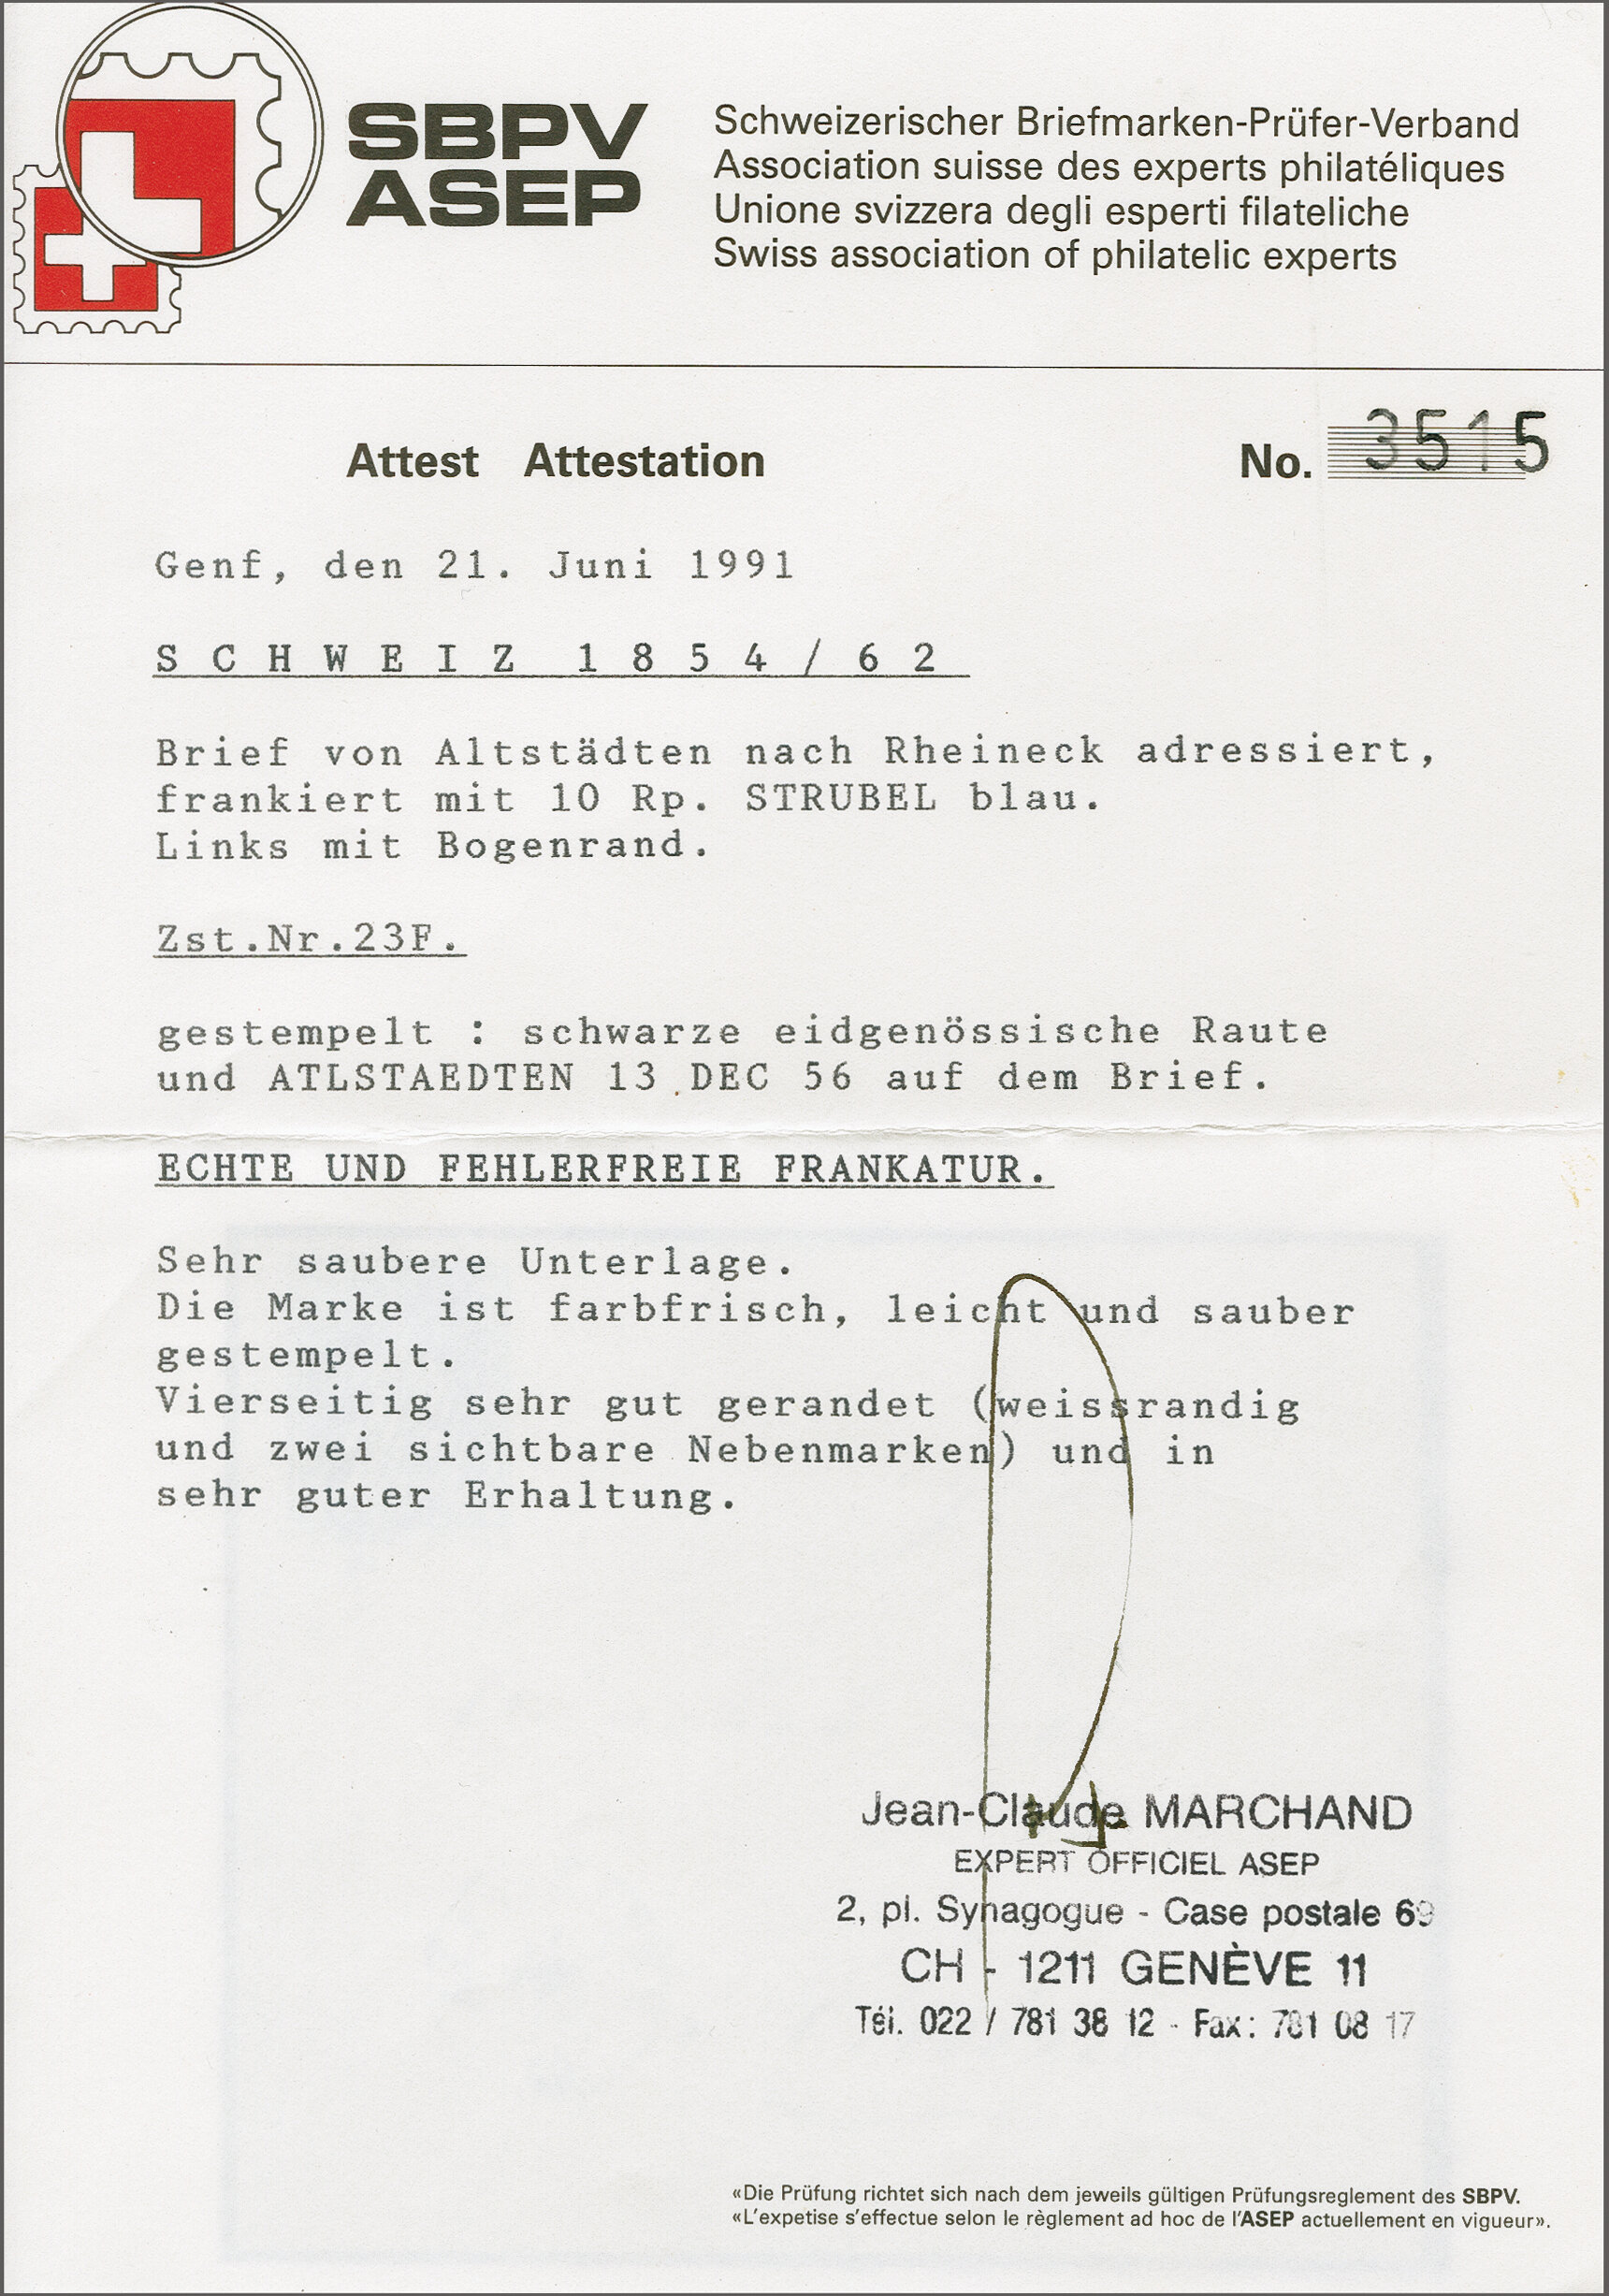 SBPV
ASEP
Schweizerischer Briefmarken-Prüfer-Verband
Association suisse des experts philatéliques
Unione svizzera degli esperti filateliche
Swiss association of philatelic experts
Attest Attestation
No. 3515
Genf, den 21. Juni 1991
SCHWEIZ 1854/62
Brief von Altstädten nach Rheineck adressiert,
frankiert mit 10 Rp. STRUBEL blau.
Links mit Bogenrand.
Zst.Nr.23F.
gestempelt : schwarze eidgenössische Raute
und ATLSTAEDTEN 13 DEC 56 auf dem Brief.
ECHTE UND FEHLERFREIE FRANKATUR.
Sehr saubere Unterlage.
Die Marke ist farbfrisch, leicht und sauber
gestempelt.
Vierseitig sehr gut gerandet (weissrandig
und zwei sichtbare Nebenmarken) und in
sehr guter Erhaltung.
Jean-Claude MARCHAND
EXPERT OFFICIEL ASEP
2, pl. Synagogue - Case postale 69
CH - 1211 GENÈVE 11
Tél. 022 / 781 38 12 - Fax: 781 08 17
«Die Prüfung richtet sich nach dem jeweils gültigen Prüfungsreglement des SBPV.
«L'expetise s'effectue selon le règlement ad hoc de l'ASEP actuellement en vigueur».